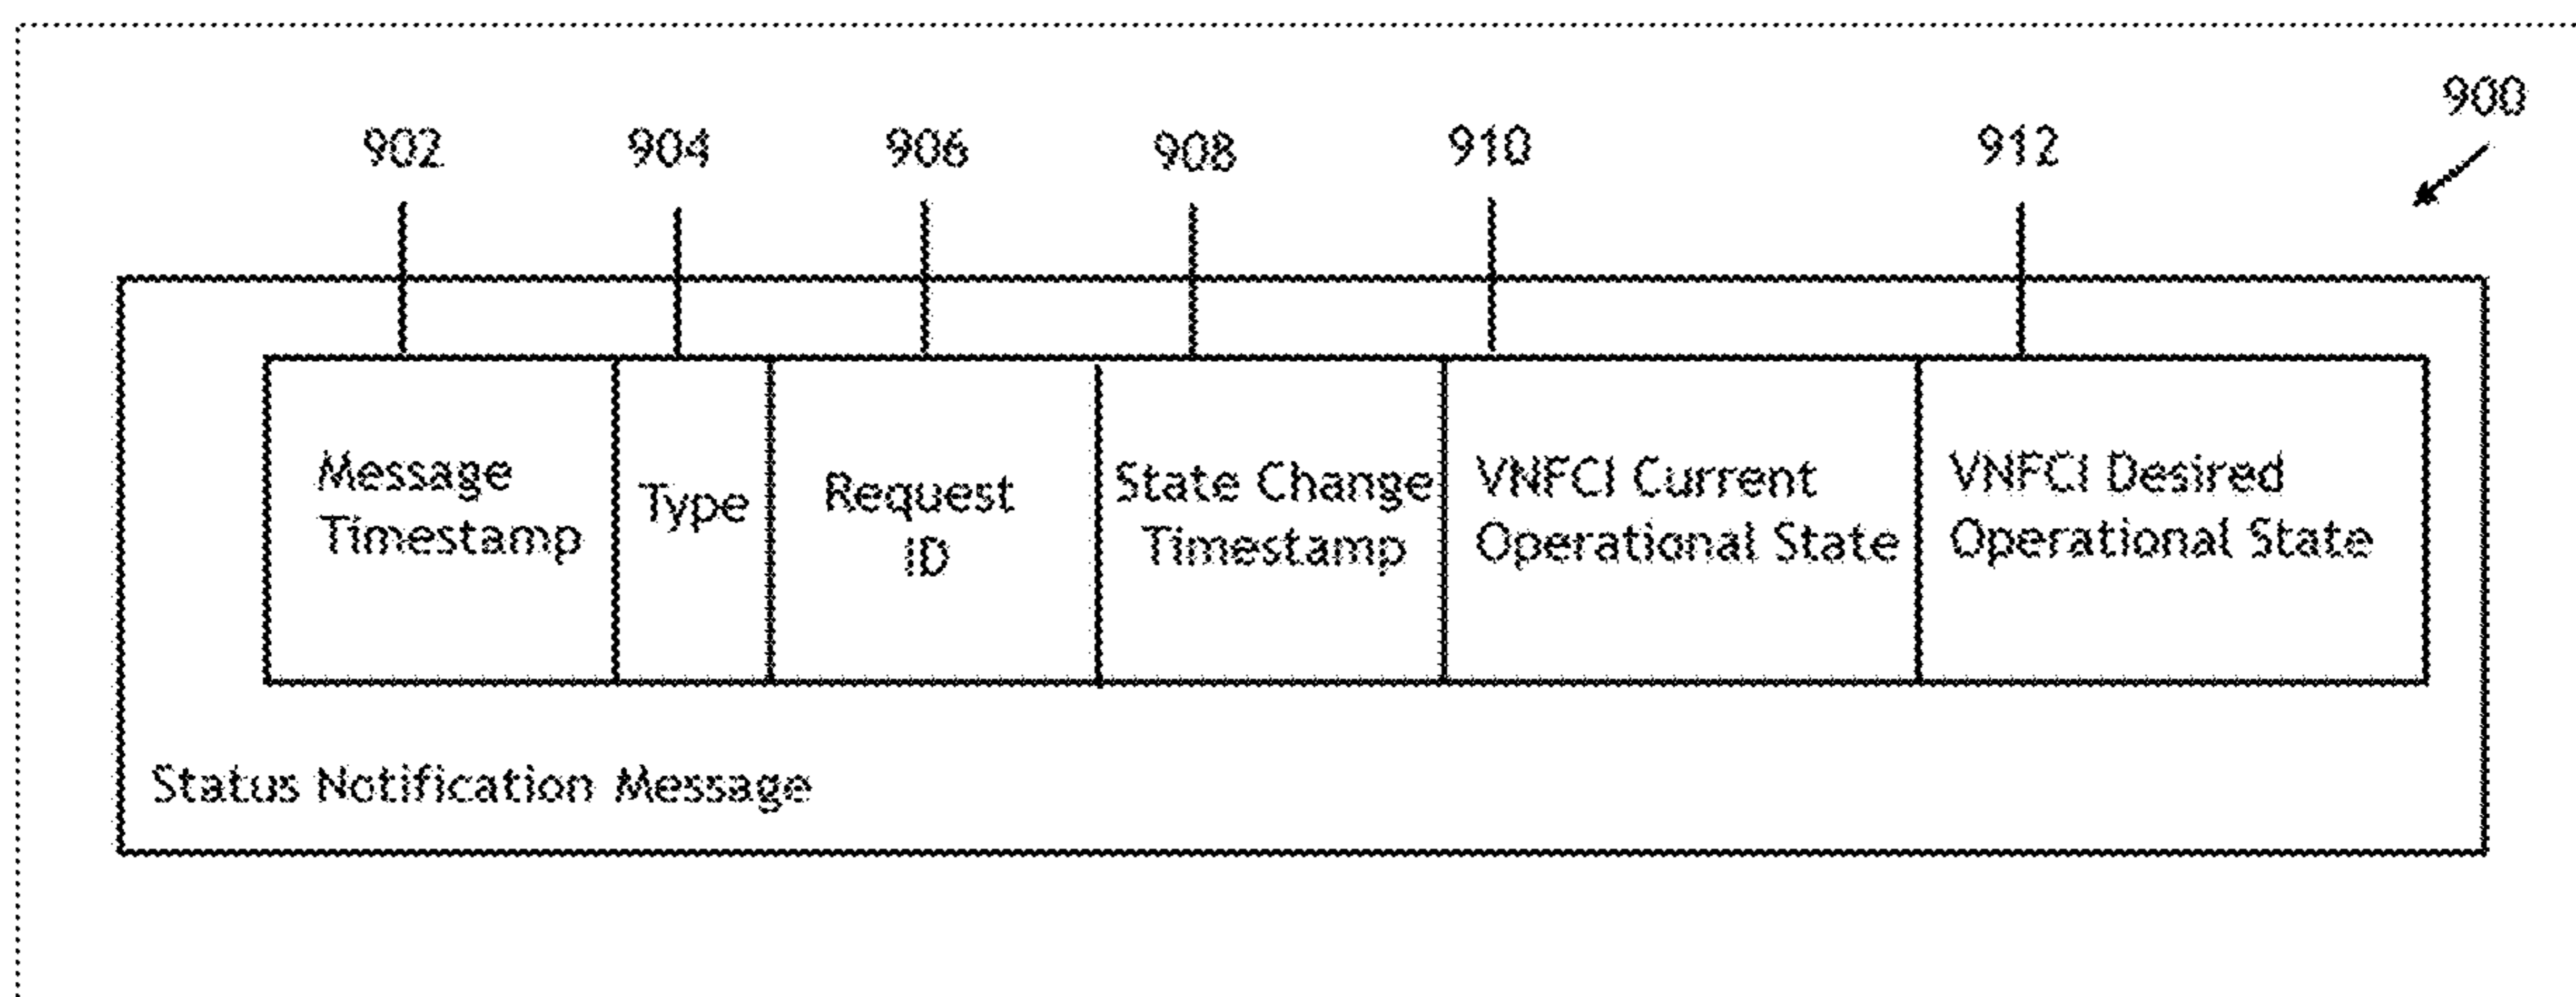 900
902 904 906 908 910 912
Message
Timestamp
Type
Request
ID
State Change
Timestamp
VNFCI Current
Operational State
VNFCI Desired
Operational State
Status Notification Message